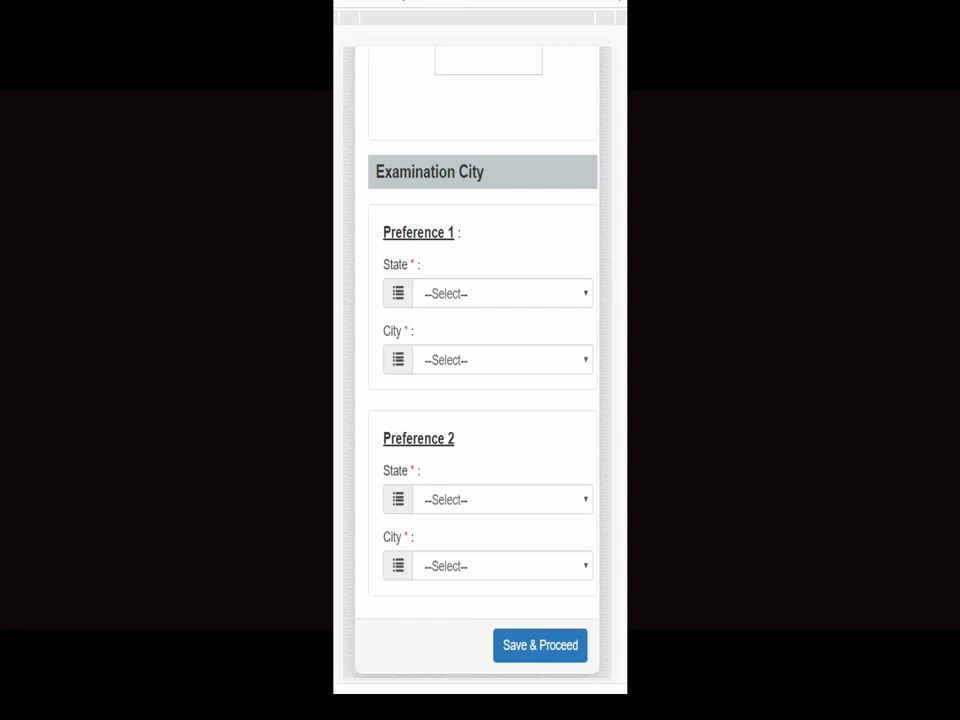 Examination City
Preference 1 :
State * :
--Select--
City * :
--Select--
Preference 2
State * :
--Select--
City * :
--Select--
Save & Proceed